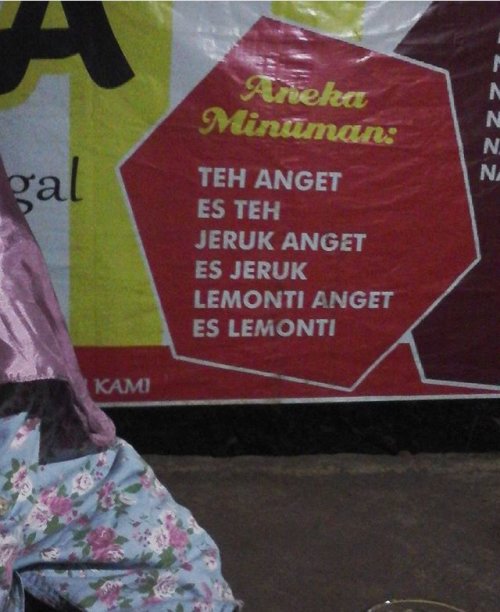 A
gal
Aneka
Minuman:
TEH ANGET
ES TEH
JERUK ANGET
ES JERUK
LEMONTI ANGET
ES LEMONTI
KAMI